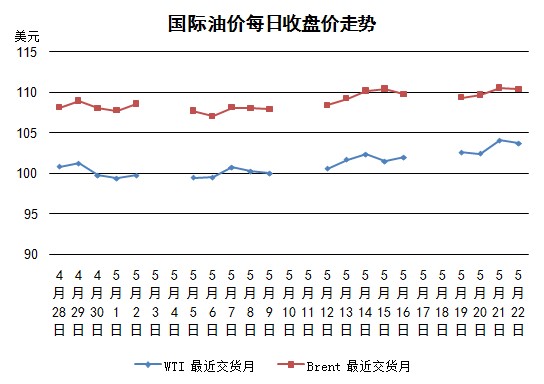 国际油价每日收盘价走势
美元
115
110
105
100
95
90
4月28日
4月29日
4月30日
5月1日
5月2日
5月3日
5月4日
5月5日
5月6日
5月7日
5月8日
5月9日
5月10日
5月11日
5月12日
5月13日
5月14日
5月15日
5月16日
5月17日
5月18日
5月19日
5月20日
5月21日
5月22日
WTI 最近交货月 Brent 最近交货月